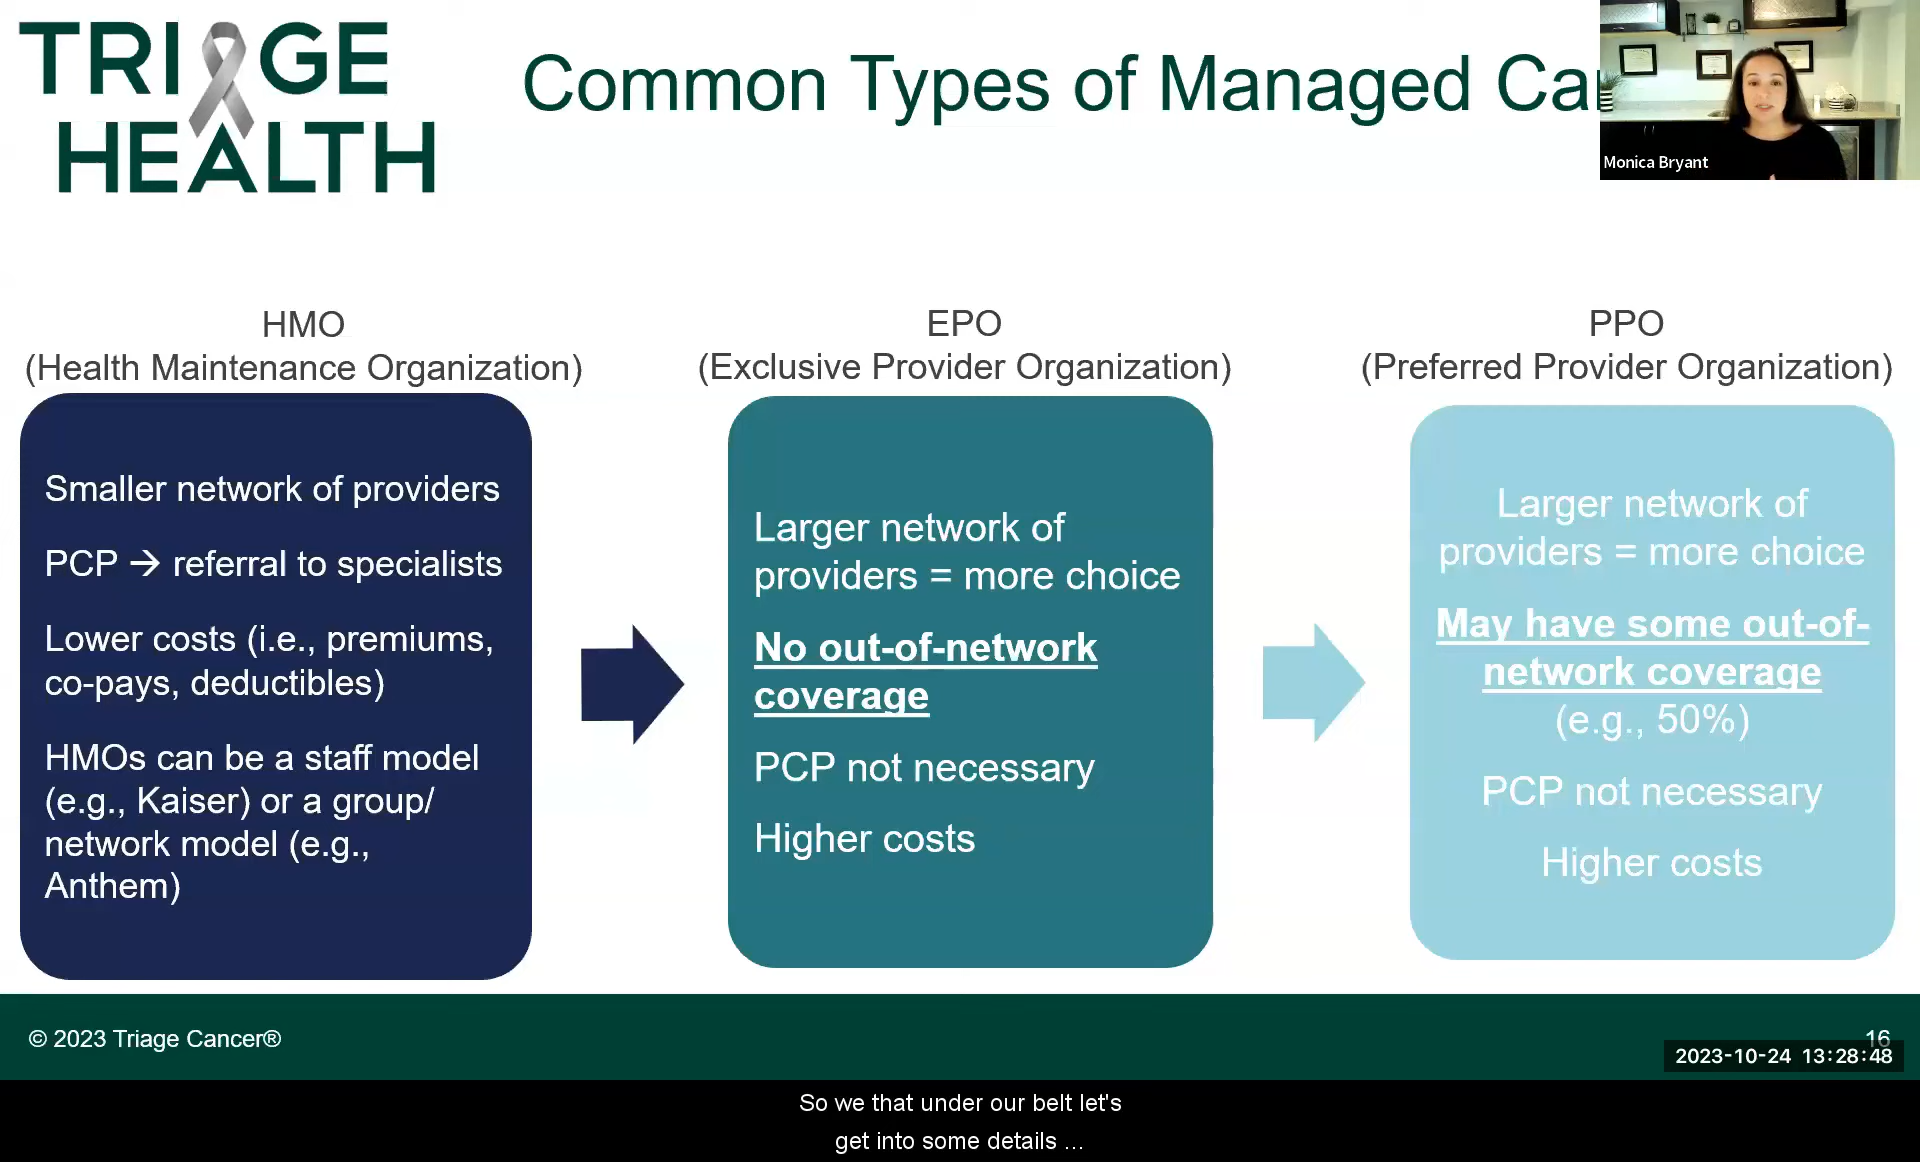 TRIAGE
HEALTH
Common Types of Managed Ca
Monica Bryant
HMO
(Health Maintenance Organization)
Smaller network of providers
PCP → referral to specialists
Lower costs (i.e., premiums,
co-pays, deductibles)
HMOs can be a staff model
(e.g., Kaiser) or a group/
network model (e.g.,
Anthem)
EPO
(Exclusive Provider Organization)
Larger network of
providers = more choice
No out-of-network
coverage
PCP not necessary
Higher costs
PPO
(Preferred Provider Organization)
Larger network of
providers = more choice
May have some out-of-
network coverage
(e.g., 50%)
PCP not necessary
Higher costs
© 2023 Triage Cancer®
16
2023-10-24 13:28:48
So we that under our belt let's
get into some details ...